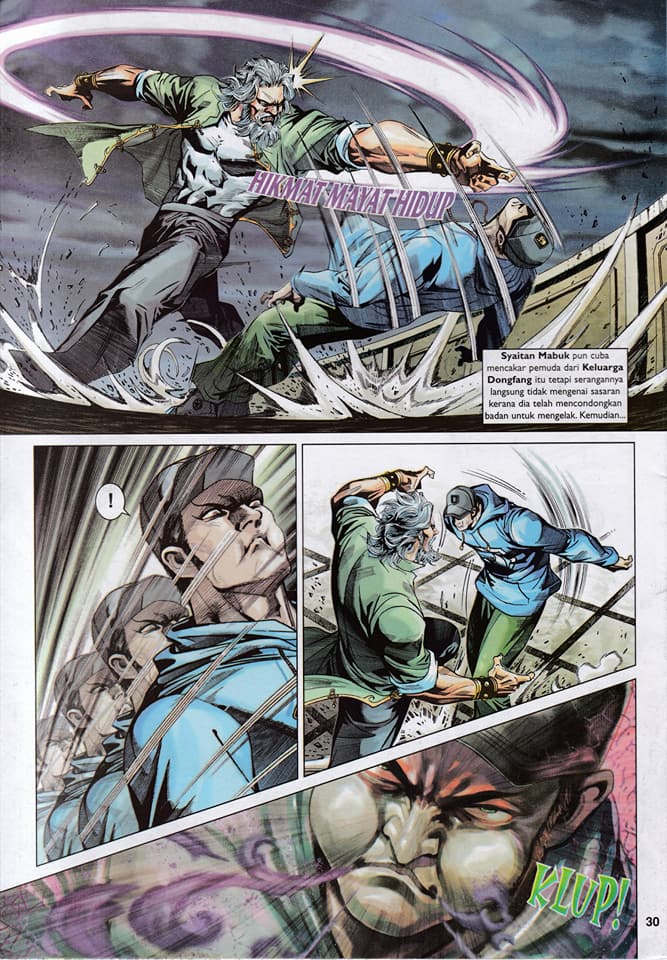 HIKMAT MAYAT HIDUP
Syaitan Mabuk pun cuba
mencakar pemuda dari Keluarga
Dongfang itu tetapi serangannya
langsung tidak mengenai sasaran
kerana dia telah mencondongkan
badan untuk mengelak. Kemudian...
!
KLUP!
30